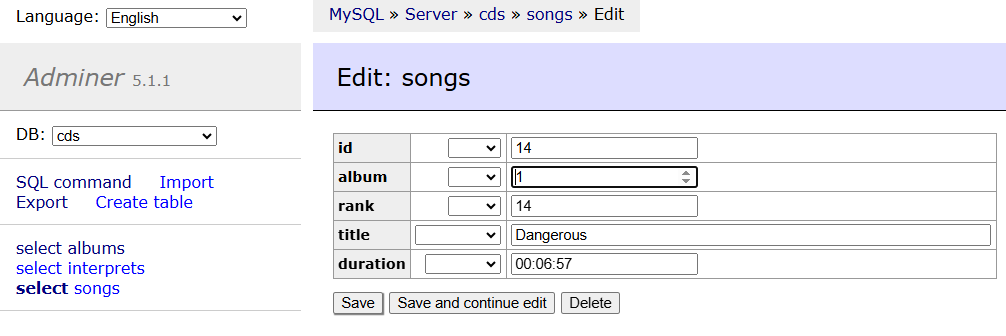 Language: English
MySQL » Server » cds » songs » Edit
Adminer 5.1.1
Edit: songs
DB: cds
SQL command Import
Export Create table
select albums
select interprets
select songs
id 14
album 1
rank 14
title Dangerous
duration 00:06:57
Save Save and continue edit Delete